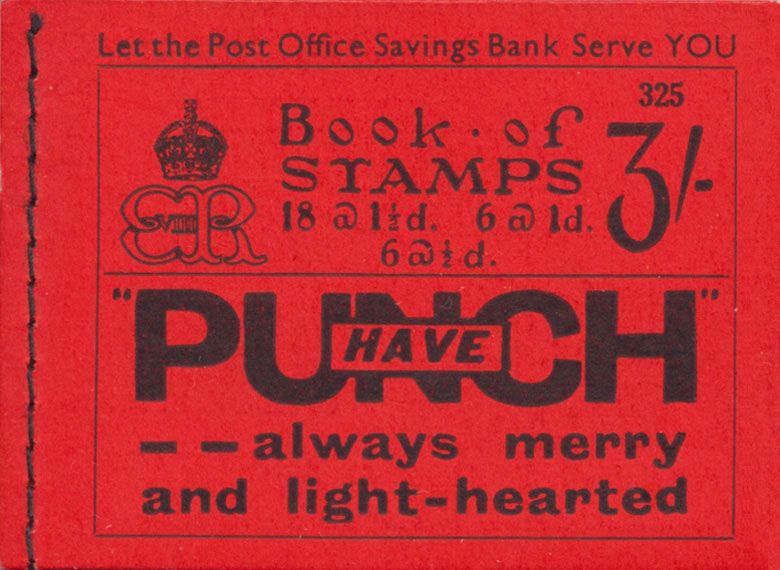 Let the Post Office Savings Bank Serve YOU
325
Book · of
STAMPS
3/-
18 @ 1½d. 6 @ 1d.
6 @ ½d.
EVIIIR
"PUNCH"
HAVE
--always merry
and light-hearted